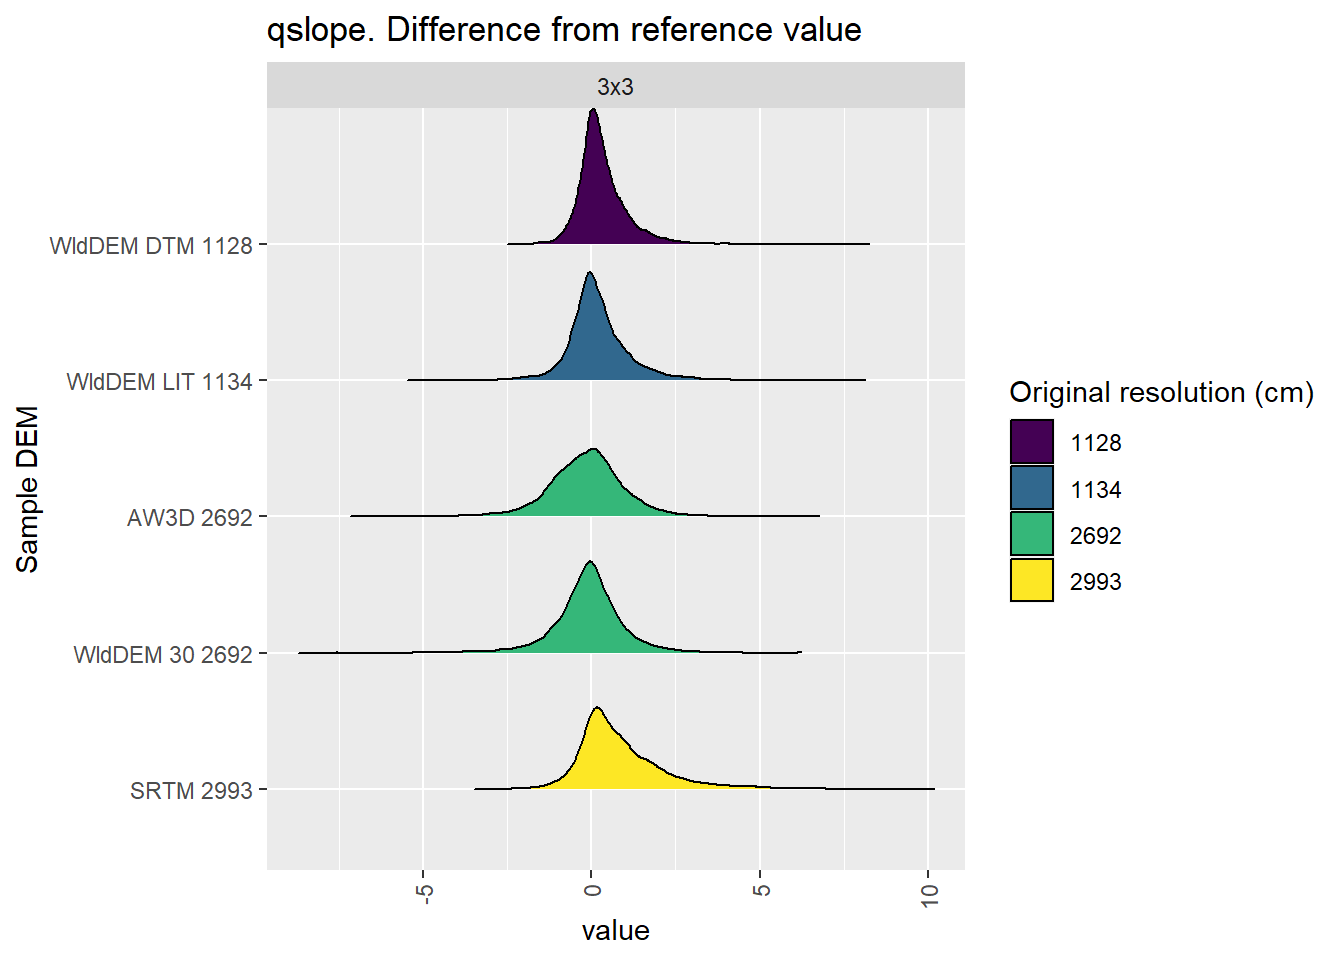 qslope. Difference from reference value
3x3
Sample DEM
WldDEM DTM 1128
WldDEM LIT 1134
AW3D 2692
WldDEM 30 2692
SRTM 2993
-5
0
5
10
value
Original resolution (cm)
1128
1134
2692
2993